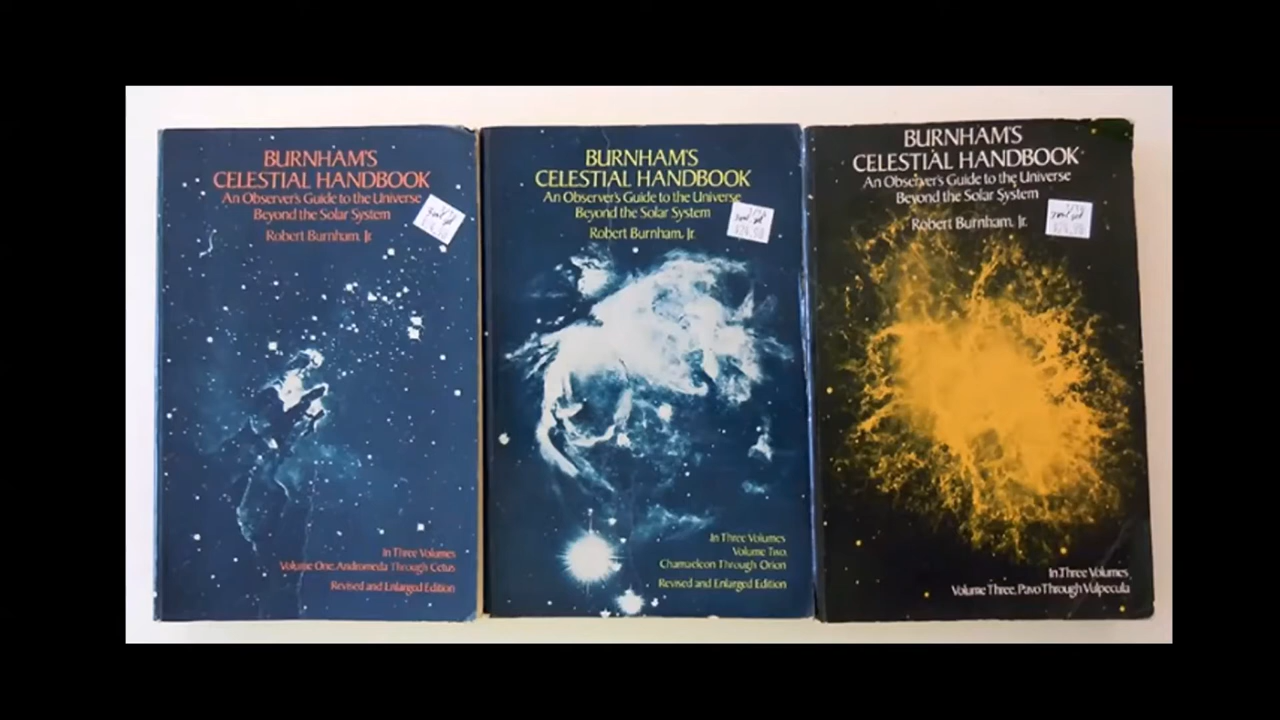 BURNHAM'S
CELESTIAL HANDBOOK
An Observer's Guide to the Universe
Beyond the Solar System
Robert Burnham, Jr.
In Three Volumes
Volume One, Andromeda Through Cetus
Revised and Enlarged Edition
BURNHAM'S
CELESTIAL HANDBOOK
An Observer's Guide to the Universe
Beyond the Solar System
Robert Burnham, Jr.
In Three Volumes
Volume Two,
Chamaeleon Through Orion
Revised and Enlarged Edition
BURNHAM'S
CELESTIAL HANDBOOK
An Observer's Guide to the Universe
Beyond the Solar System
Robert Burnham, Jr.
In Three Volumes
Volume Three, Pavo Through Vulpecula